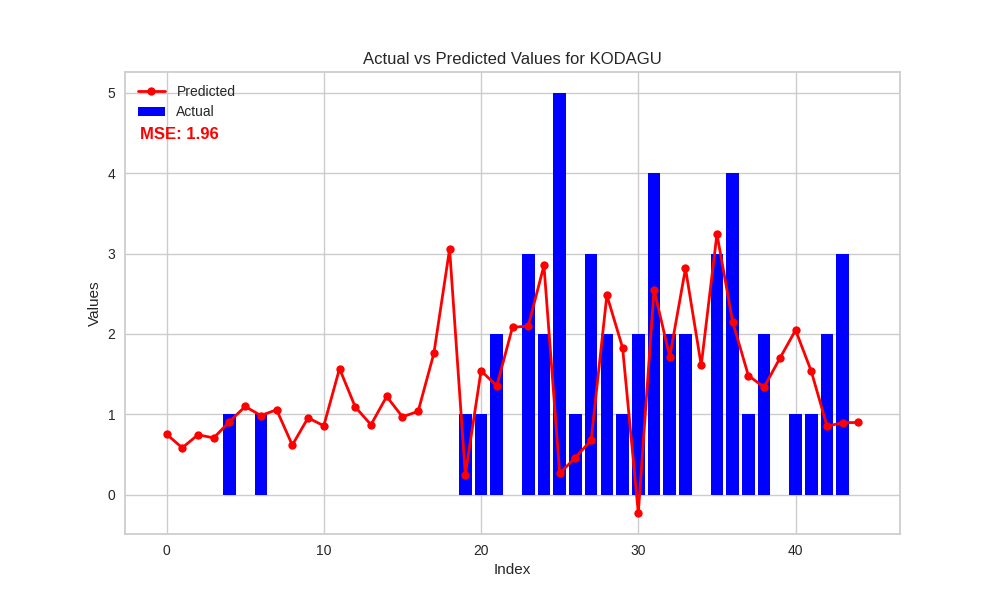 Actual vs Predicted Values for KODAGU
Predicted
Actual
MSE: 1.96
5
4
3
2
1
0
Values
0 10 20 30 40
Index